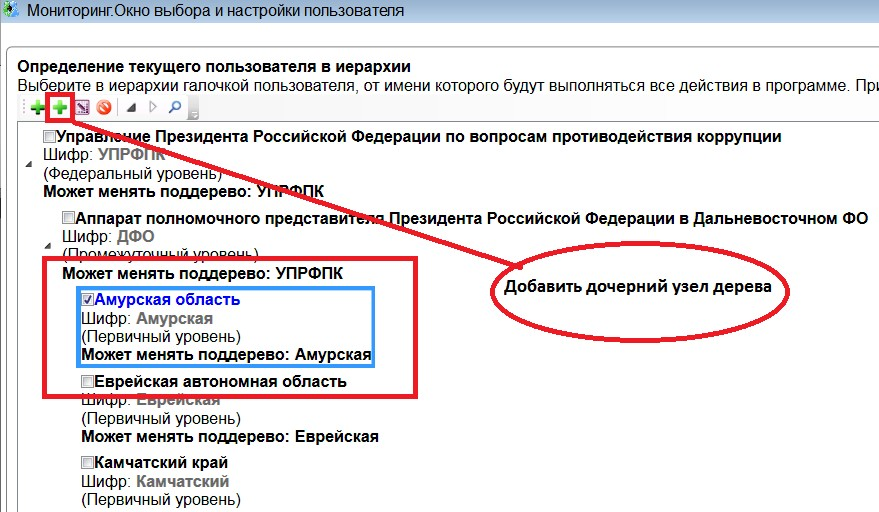 Мониторинг.Окно выбора и настройки пользователя
Определение текущего пользователя в иерархии
Выберите в иерархии галочкой пользователя, от имени которого будут выполняться все действия в программе. При
Управление Президента Российской Федерации по вопросам противодействия коррупции
Шифр: УПРФПК
(Федеральный уровень)
Может менять поддерево: УПРФПК
Аппарат полномочного представителя Президента Российской Федерации в Дальневосточном ФО
Шифр: ДФО
(Промежуточный уровень)
Может менять поддерево: УПРФПК
Добавить дочерний узел дерева
Амурская область
Шифр: Амурская
(Первичный уровень)
Может менять поддерево: Амурская
Еврейская автономная область
Шифр: Еврейская
(Первичный уровень)
Может менять поддерево: Еврейская
Камчатский край
Шифр: Камчатский
(Первичный уровень)